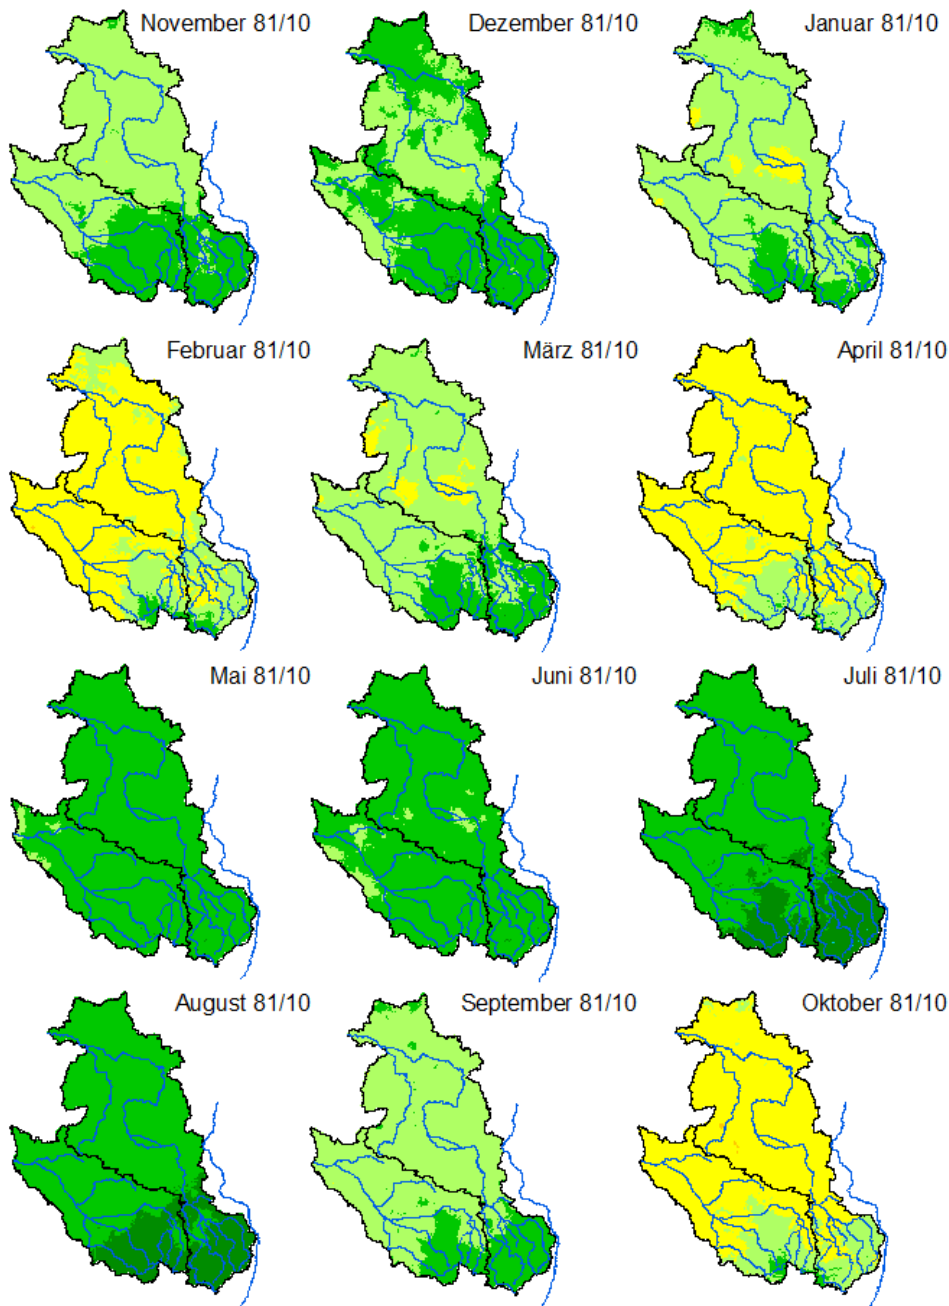 November 81/10
Dezember 81/10
Januar 81/10
Februar 81/10
März 81/10
April 81/10
Mai 81/10
Juni 81/10
Juli 81/10
August 81/10
September 81/10
Oktober 81/10